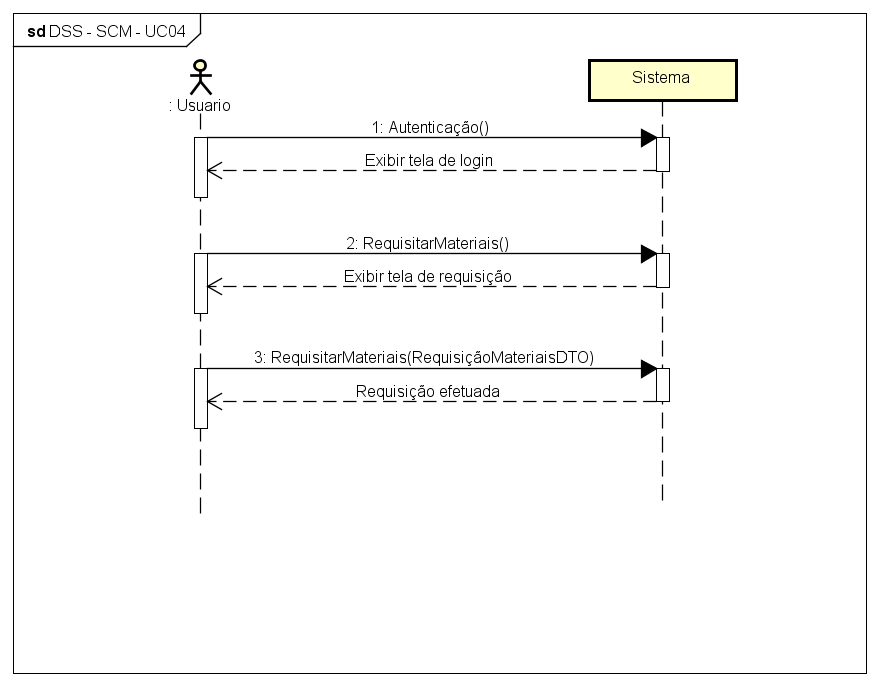 sd DSS - SCM - UC04
: Usuario
Sistema
1: Autenticação()
Exibir tela de login
2: RequisitarMateriais()
Exibir tela de requisição
3: RequisitarMateriais(RequisiçãoMateriaisDTO)
Requisição efetuada